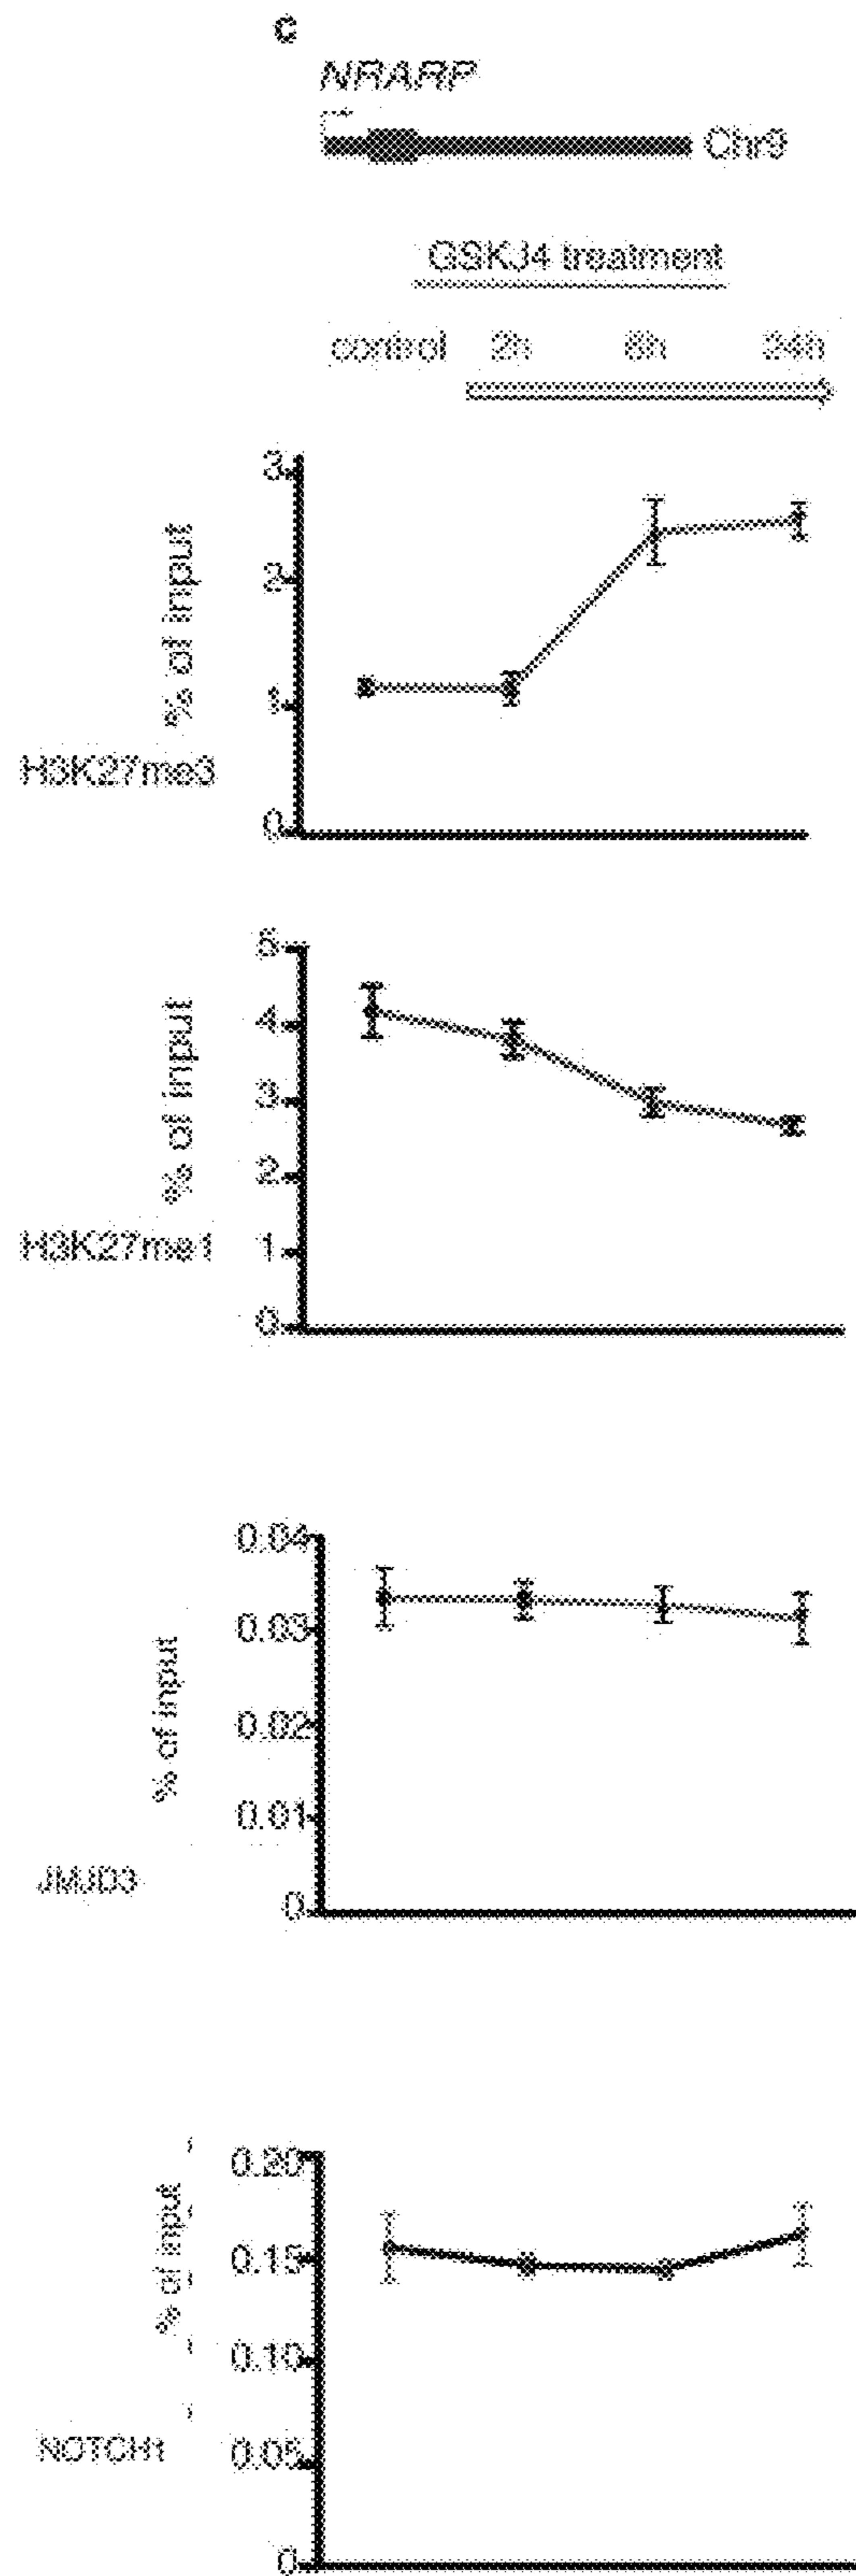 c
NRARP
Chr9
GSKJ4 treatment
control 2h 8h 24h
3
2
1
0
% of input
H3K27me3
5
4
3
2
1
0
% of input
H3K27me1
0.04
0.03
0.02
0.01
0
% of input
JMJD3
0.20
0.15
0.10
0.05
0
% of input
NOTCH1